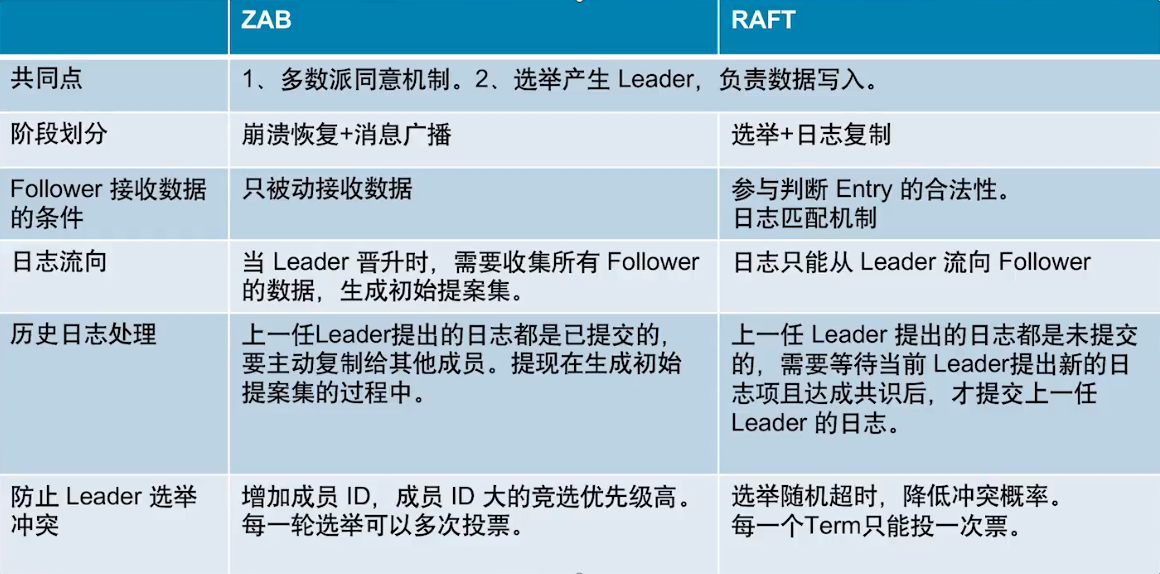 ZAB
RAFT
共同点
1、多数派同意机制。2、选举产生 Leader，负责数据写入。
阶段划分
崩溃恢复+消息广播
选举+日志复制
Follower 接收数据
的条件
只被动接收数据
参与判断 Entry 的合法性。
日志匹配机制
日志流向
当 Leader 晋升时，需要收集所有 Follower
的数据，生成初始提案集。
日志只能从 Leader 流向 Follower
历史日志处理
上一任Leader提出的日志都是已提交的，
要主动复制给其他成员。提现在生成初始
提案集的过程中。
上一任 Leader 提出的日志都是未提交
的，需要等待当前 Leader提出新的日
志项且达成共识后，才提交上一任
Leader 的日志。
防止 Leader 选举
冲突
增加成员 ID，成员 ID 大的竞选优先级高。
每一轮选举可以多次投票。
选举随机超时，降低冲突概率。
每一个Term只能投一次票。